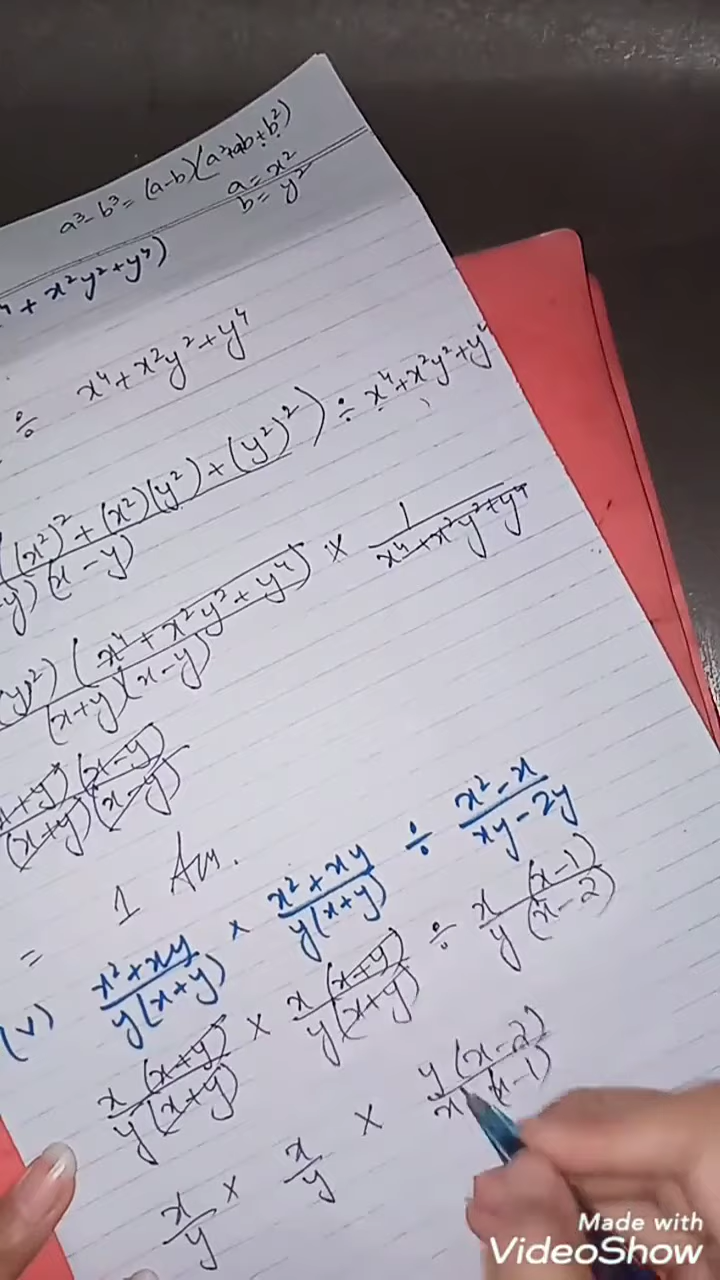 a³-b³= (a-b)(a²+ab+b²)
a = x²
b = y²
⁴ + x²y² + y⁴)
÷ x⁴+x²y²+y⁴
((x²)² + (x²)(y²) + (y²)²) ÷ x⁴+x²y²+y⁴
y) (x - y)
y²) (x⁴ + x²y² + y⁴) × 1
(x+y)(x-y) x⁴+x²y²+y⁴
x+y) (x-y)
(x+y) (x-y)
= 1 Ans.
(v) x²+xy × x²+xy ÷ x²-x
y(x+y) y(x+y) xy-2y
x (x+y) × x (x+y) ÷ x (x-1)
y (x+y) y (x+y) y (x-2)
x × x × y (x-2)
y y x (x-1)
Made with
VideoShow